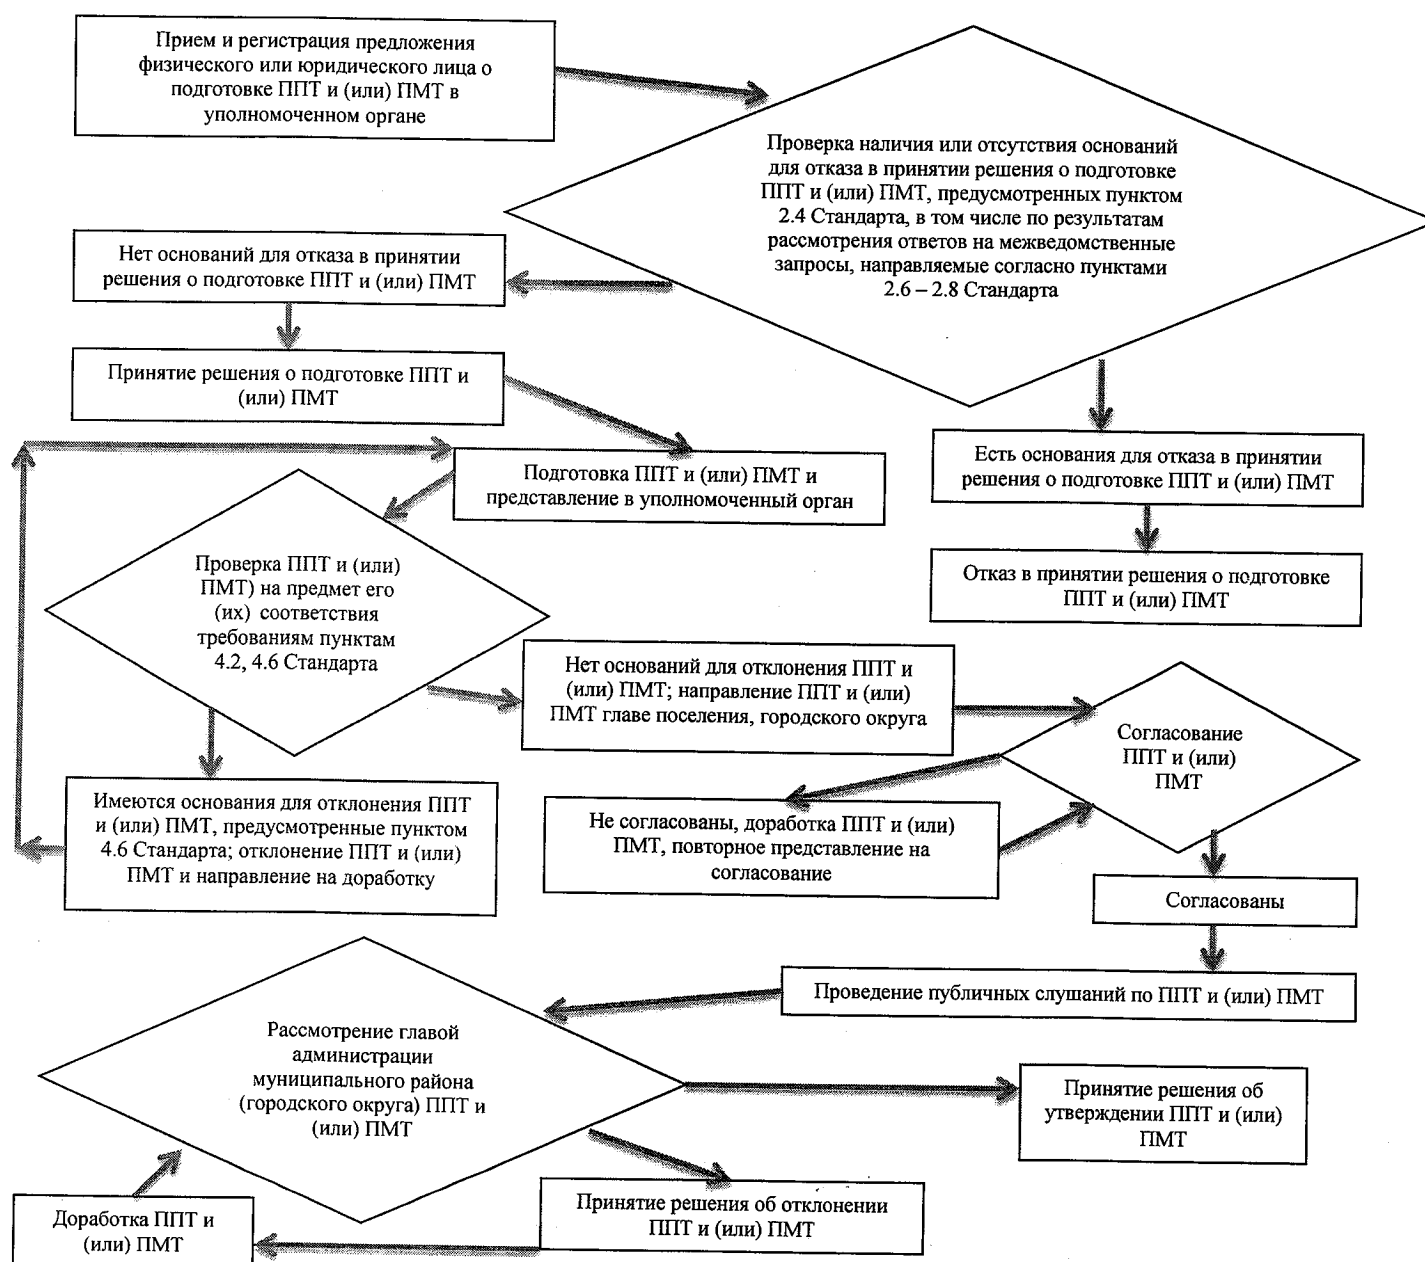 Прием и регистрация предложения
физического или юридического лица о
подготовке ППТ и (или) ПМТ в
уполномоченном органе
Проверка наличия или отсутствия оснований
для отказа в принятии решения о подготовке
ППТ и (или) ПМТ, предусмотренных пунктом
2.4 Стандарта, в том числе по результатам
рассмотрения ответов на межведомственные
запросы, направляемые согласно пунктами
2.6 – 2.8 Стандарта
Нет оснований для отказа в принятии
решения о подготовке ППТ и (или) ПМТ
Принятие решения о подготовке ППТ и
(или) ПМТ
Есть основания для отказа в принятии
решения о подготовке ППТ и (или) ПМТ
Подготовка ППТ и (или) ПМТ и
представление в уполномоченный орган
Отказ в принятии решения о подготовке
ППТ и (или) ПМТ
Проверка ППТ и (или)
ПМТ) на предмет его
(их) соответствия
требованиям пунктам
4.2, 4.6 Стандарта
Нет оснований для отклонения ППТ и
(или) ПМТ; направление ППТ и (или)
ПМТ главе поселения, городского округа
Согласование
ППТ и (или)
ПМТ
Имеются основания для отклонения ППТ
и (или) ПМТ, предусмотренные пунктом
4.6 Стандарта; отклонение ППТ и (или)
ПМТ и направление на доработку
Не согласованы, доработка ППТ и (или)
ПМТ, повторное представление на
согласование
Согласованы
Проведение публичных слушаний по ППТ и (или) ПМТ
Рассмотрение главой
администрации
муниципального района
(городского округа) ППТ и
(или) ПМТ
Принятие решения об
утверждении ППТ и (или)
ПМТ
Принятие решения об отклонении
ППТ и (или) ПМТ
Доработка ППТ и
(или) ПМТ